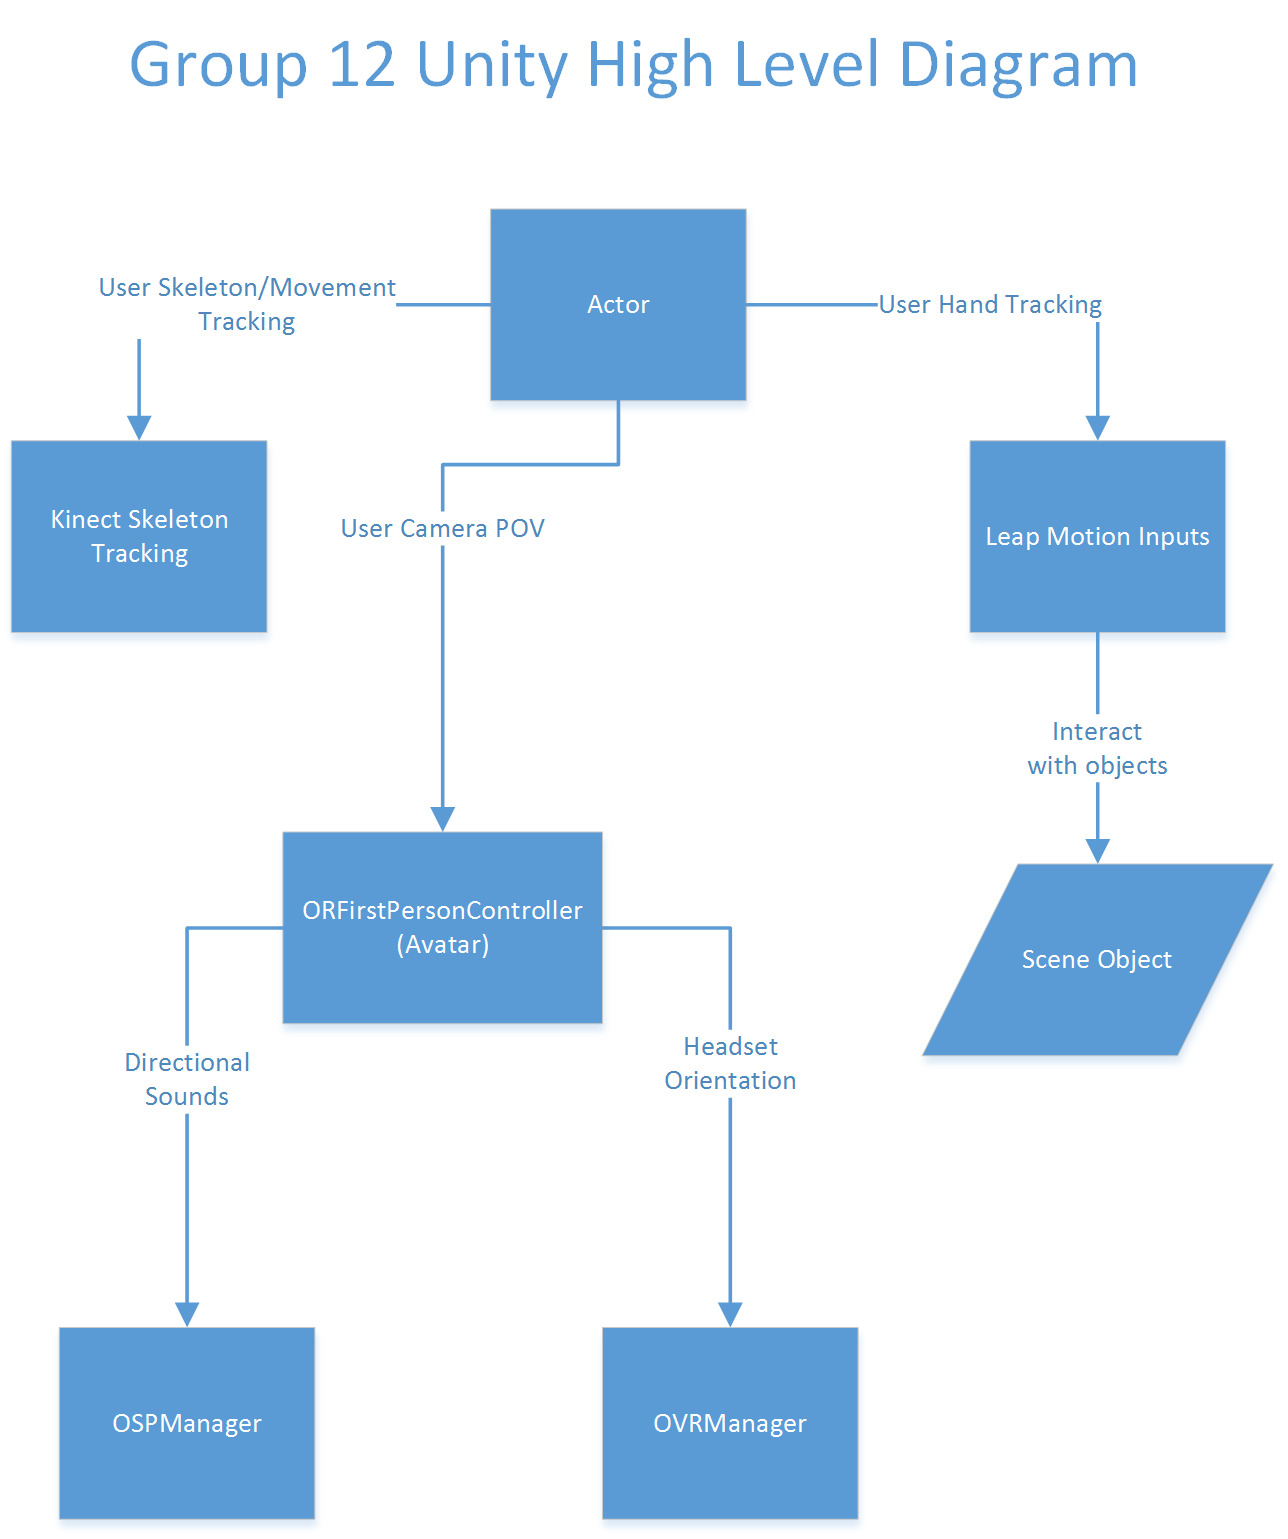 Group 12 Unity High Level Diagram
Actor
User Skeleton/Movement
Tracking
User Hand Tracking
Kinect Skeleton
Tracking
User Camera POV
Leap Motion Inputs
Interact
with objects
ORFirstPersonController
(Avatar)
Scene Object
Directional
Sounds
Headset
Orientation
OSPManager
OVRManager